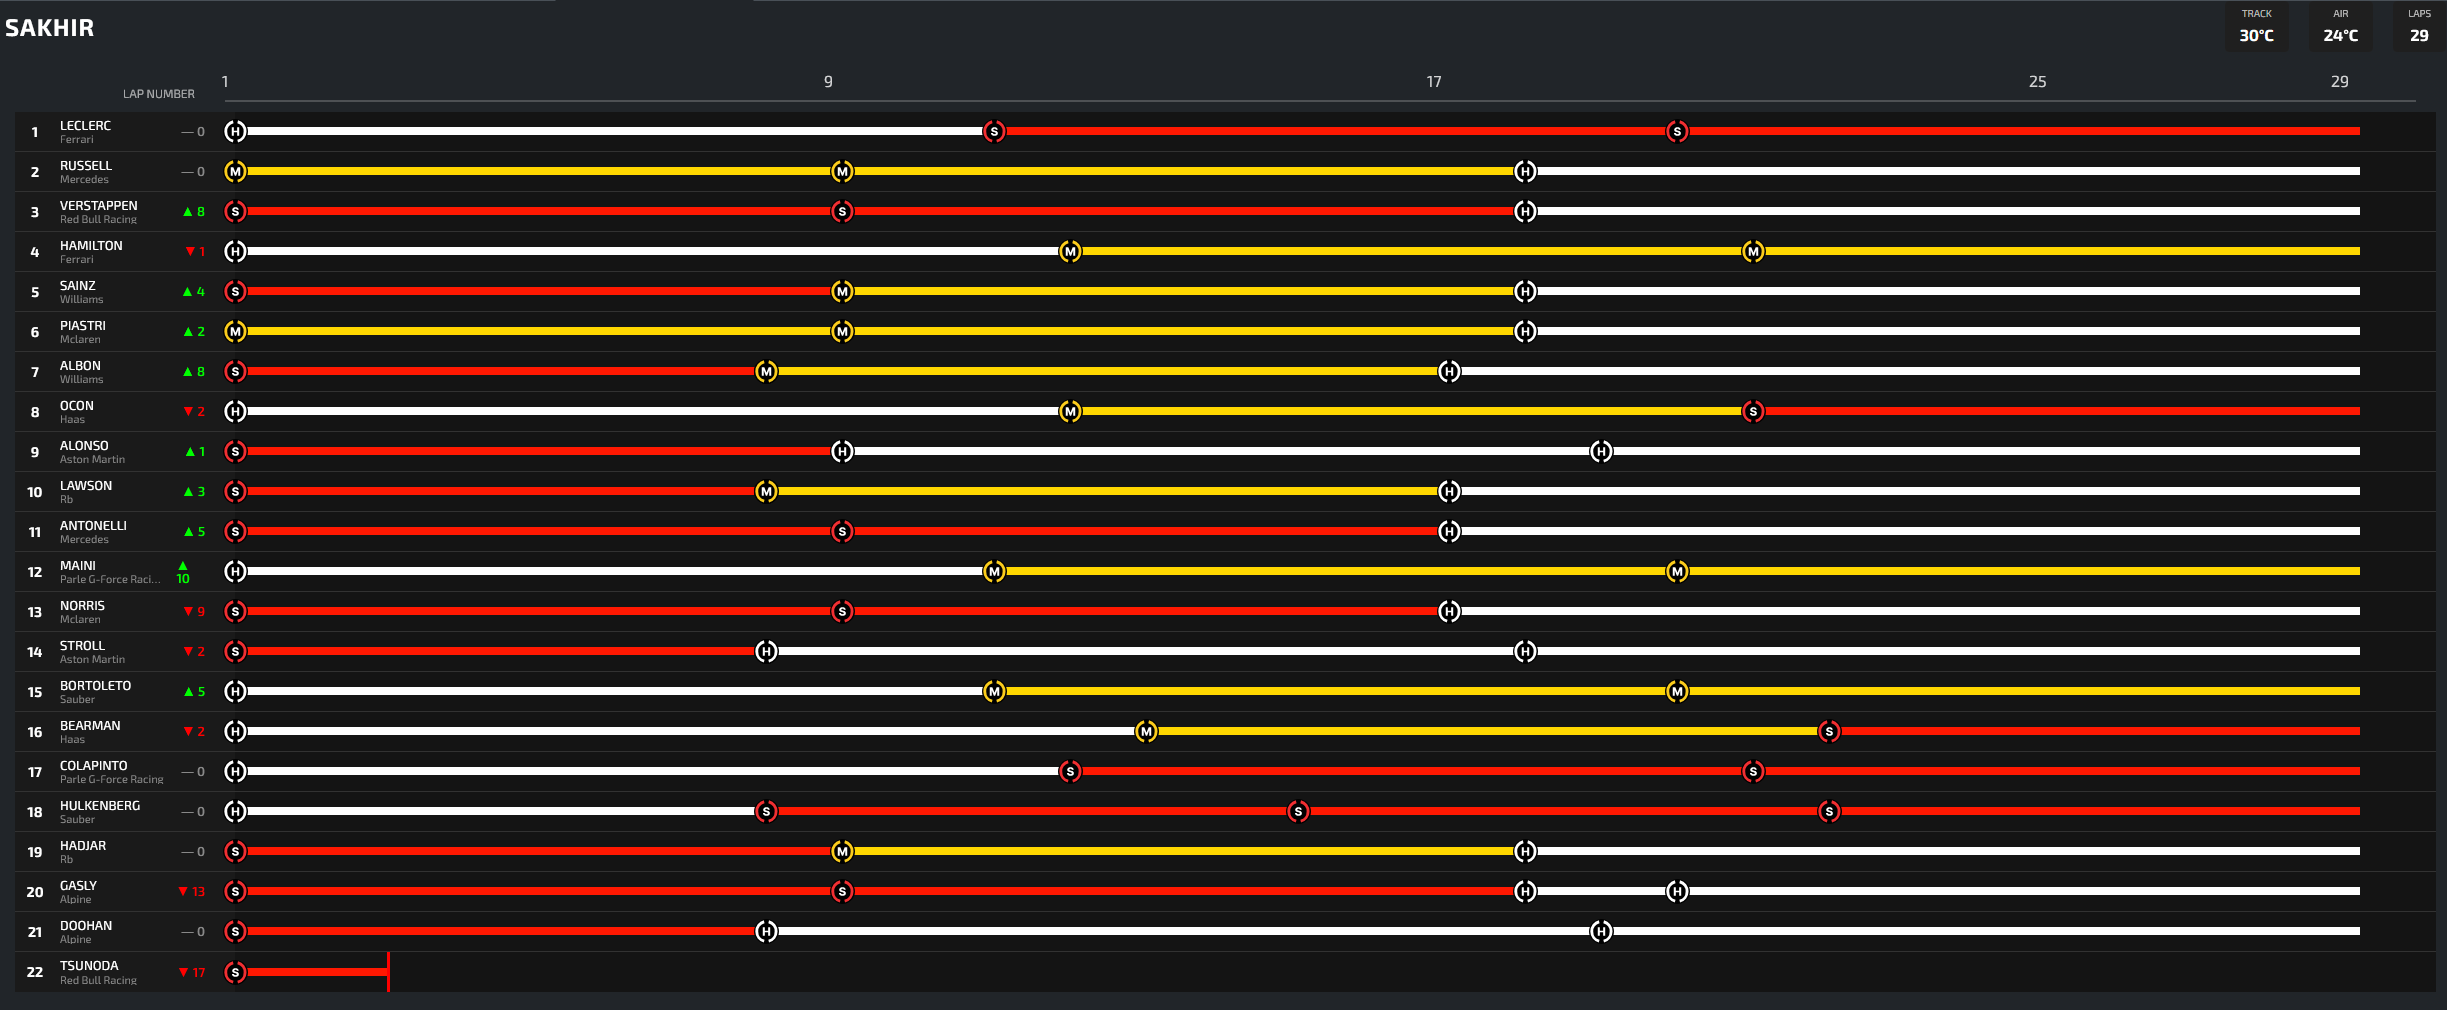 SAKHIR
TRACK AIR LAPS
30°C 24°C 29
LAP NUMBER 1 9 17 25 29
1 LECLERC — 0 H S S
Ferrari
2 RUSSELL — 0 M M H
Mercedes
3 VERSTAPPEN ▲ 8 S S H
Red Bull Racing
4 HAMILTON ▼ 1 H M M
Ferrari
5 SAINZ ▲ 4 S M H
Williams
6 PIASTRI ▲ 2 M M H
Mclaren
7 ALBON ▲ 8 S M H
Williams
8 OCON ▼ 2 H M S
Haas
9 ALONSO ▲ 1 S H H
Aston Martin
10 LAWSON ▲ 3 S M H
Rb
11 ANTONELLI ▲ 5 S S H
Mercedes
12 MAINI ▲ 10 H M M
Parle G-Force Raci...
13 NORRIS ▼ 9 S S H
Mclaren
14 STROLL ▼ 2 S H H
Aston Martin
15 BORTOLETO ▲ 5 H M M
Sauber
16 BEARMAN ▼ 2 H M S
Haas
17 COLAPINTO — 0 H S S
Parle G-Force Racing
18 HULKENBERG — 0 H S S S
Sauber
19 HADJAR — 0 S M H
Rb
20 GASLY ▼ 13 S S H H
Alpine
21 DOOHAN — 0 S H H
Alpine
22 TSUNODA ▼ 17 S
Red Bull Racing